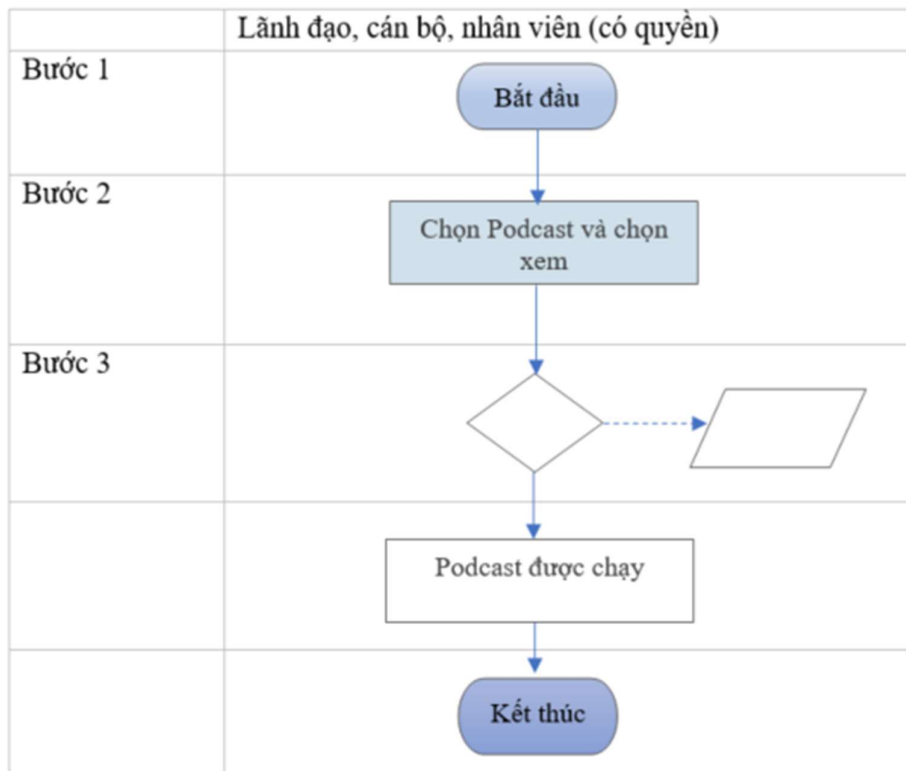 Lãnh đạo, cán bộ, nhân viên (có quyền)
Bước 1
Bắt đầu
Bước 2
Chọn Podcast và chọn
xem
Bước 3
Podcast được chạy
Kết thúc